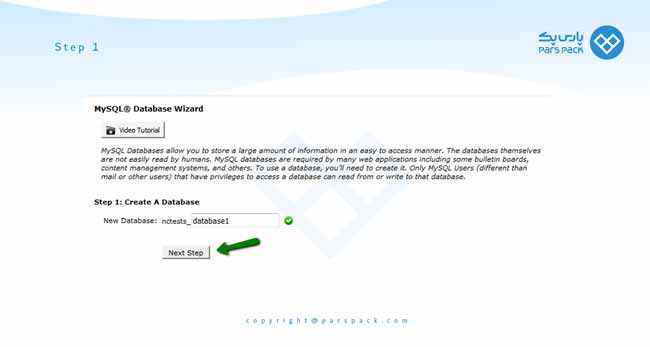 Step 1
پارس پک
PARS PACK
MySQL® Database Wizard
Video Tutorial
MySQL Databases allow you to store a large amount of information in an easy to access manner. The databases themselves
are not easily read by humans. MySQL databases are required by many web applications including some bulletin boards,
content management systems, and others. To use a database, you'll need to create it. Only MySQL Users (different than
mail or other users) that have privileges to access a database can read from or write to that database.
Step 1: Create A Database
New Database: nctests_ database1
Next Step
copyright@parspack.com